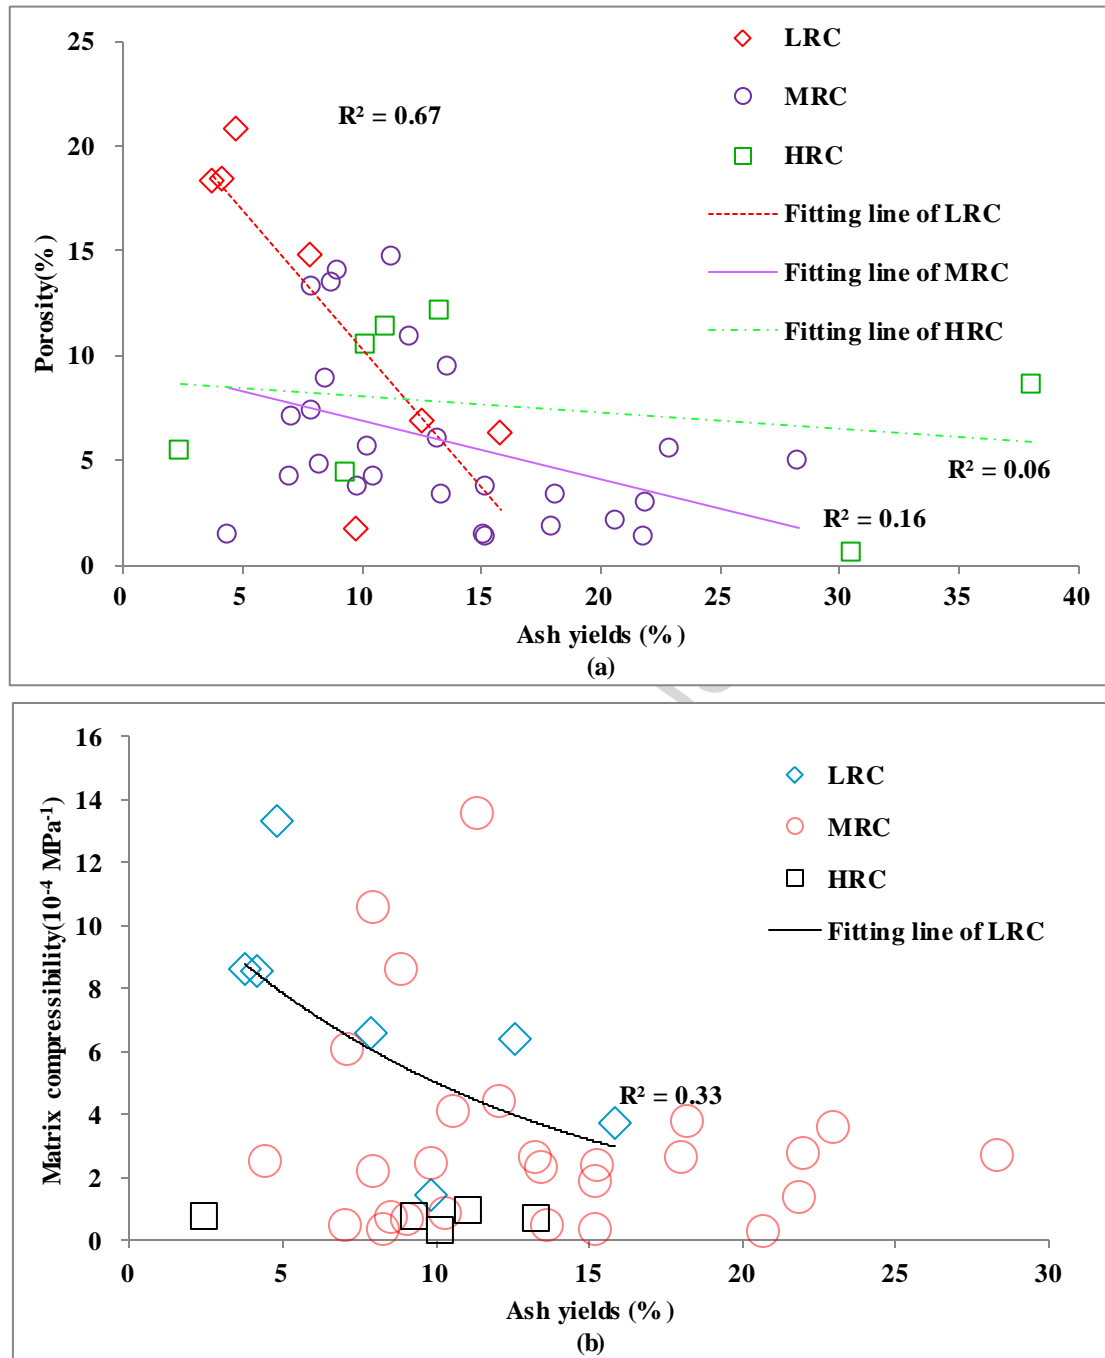 25
20
15
10
5
0
Porosity(%)
LRC
MRC
HRC
Fitting line of LRC
Fitting line of MRC
Fitting line of HRC
R² = 0.67
R² = 0.06
R² = 0.16
0 5 10 15 20 25 30 35 40
Ash yields (%)
(a)
16
14
12
10
8
6
4
2
0
Matrix compressibility(10⁻⁴ MPa⁻¹)
LRC
MRC
HRC
Fitting line of LRC
R² = 0.33
0 5 10 15 20 25 30
Ash yields (%)
(b)